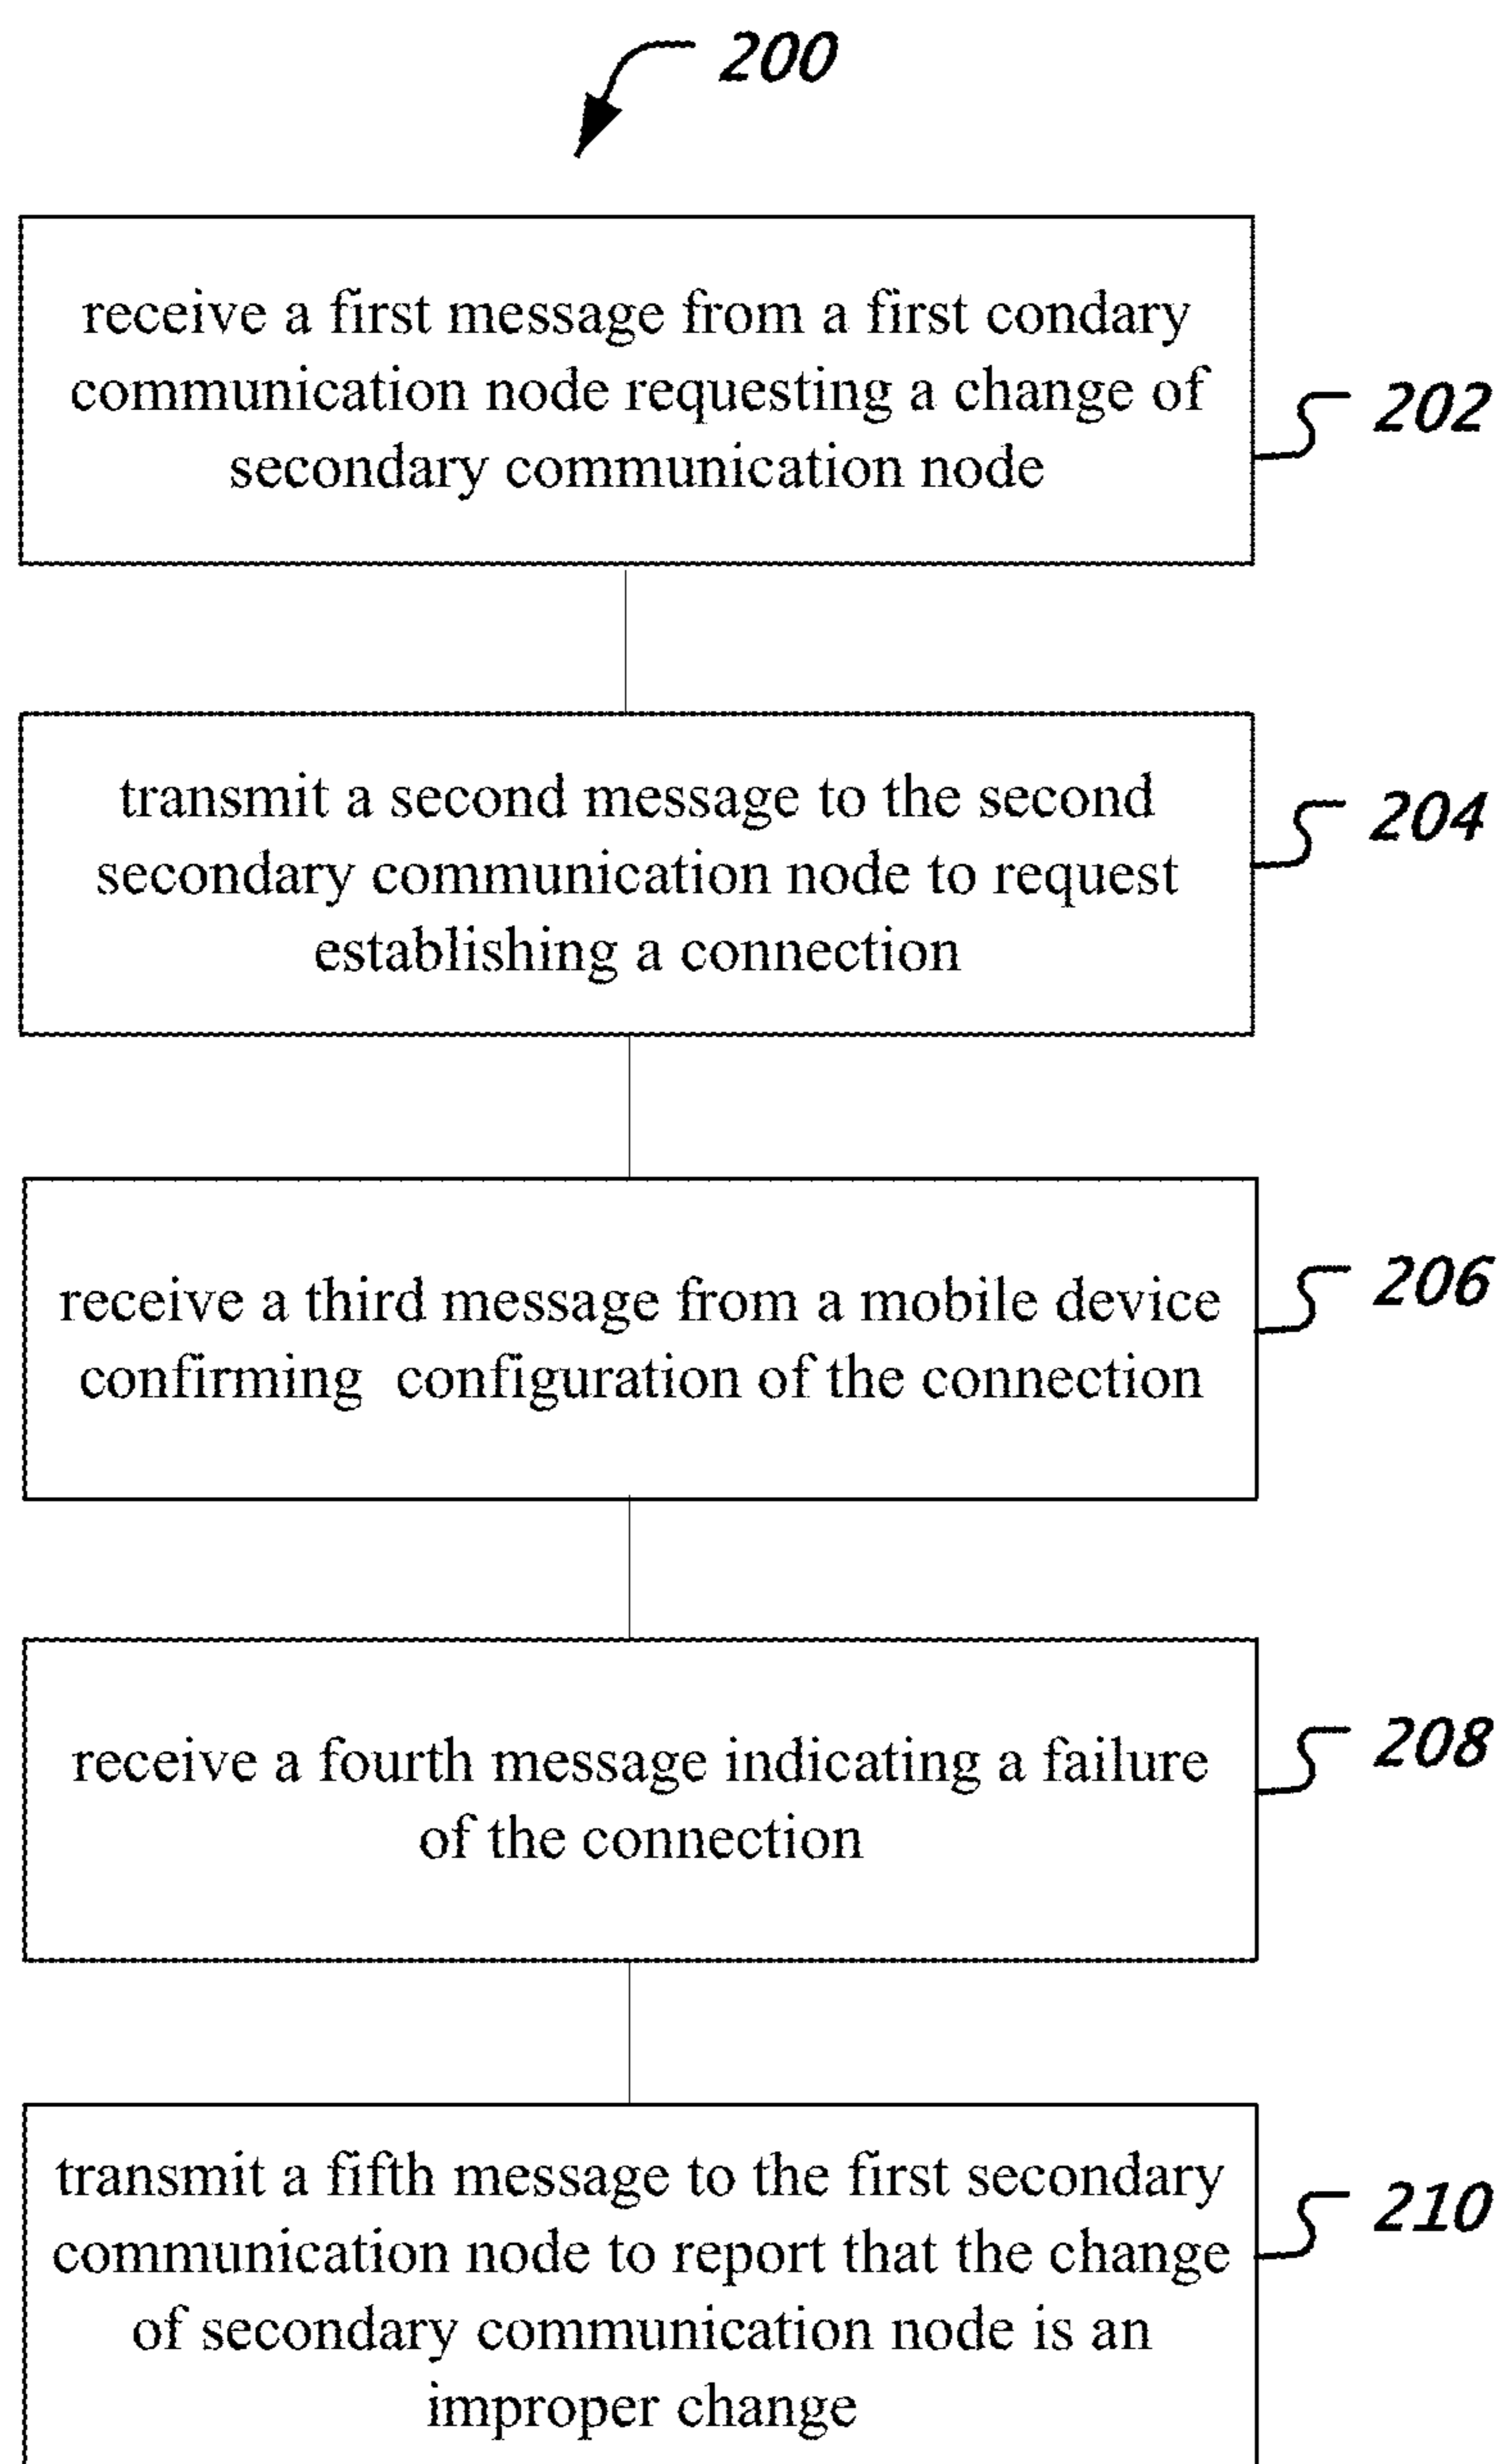 200
receive a first message from a first condary
communication node requesting a change of
secondary communication node
202
transmit a second message to the second
secondary communication node to request
establishing a connection
204
receive a third message from a mobile device
confirming  configuration of the connection
206
receive a fourth message indicating a failure
of the connection
208
transmit a fifth message to the first secondary
communication node to report that the change
of secondary communication node is an
improper change
210